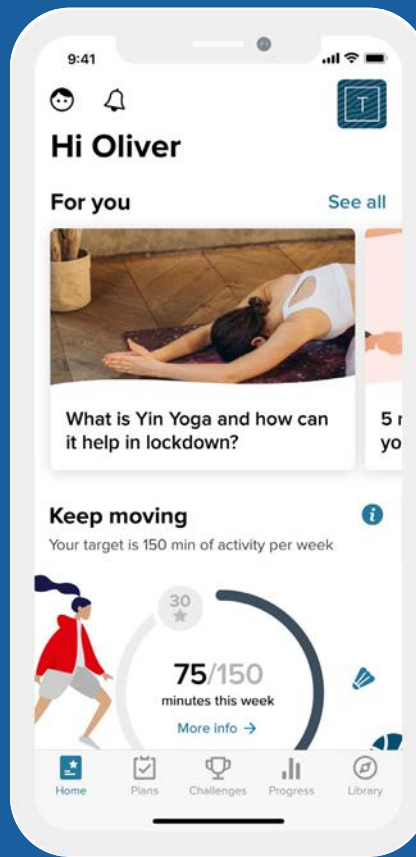 9:41
T
Hi Oliver
For you
See all
What is Yin Yoga and how can
it help in lockdown?
5
yo
Keep moving
i
Your target is 150 min of activity per week
30
75/150
minutes this week
More info →
Home
Plans
Challenges
Progress
Library